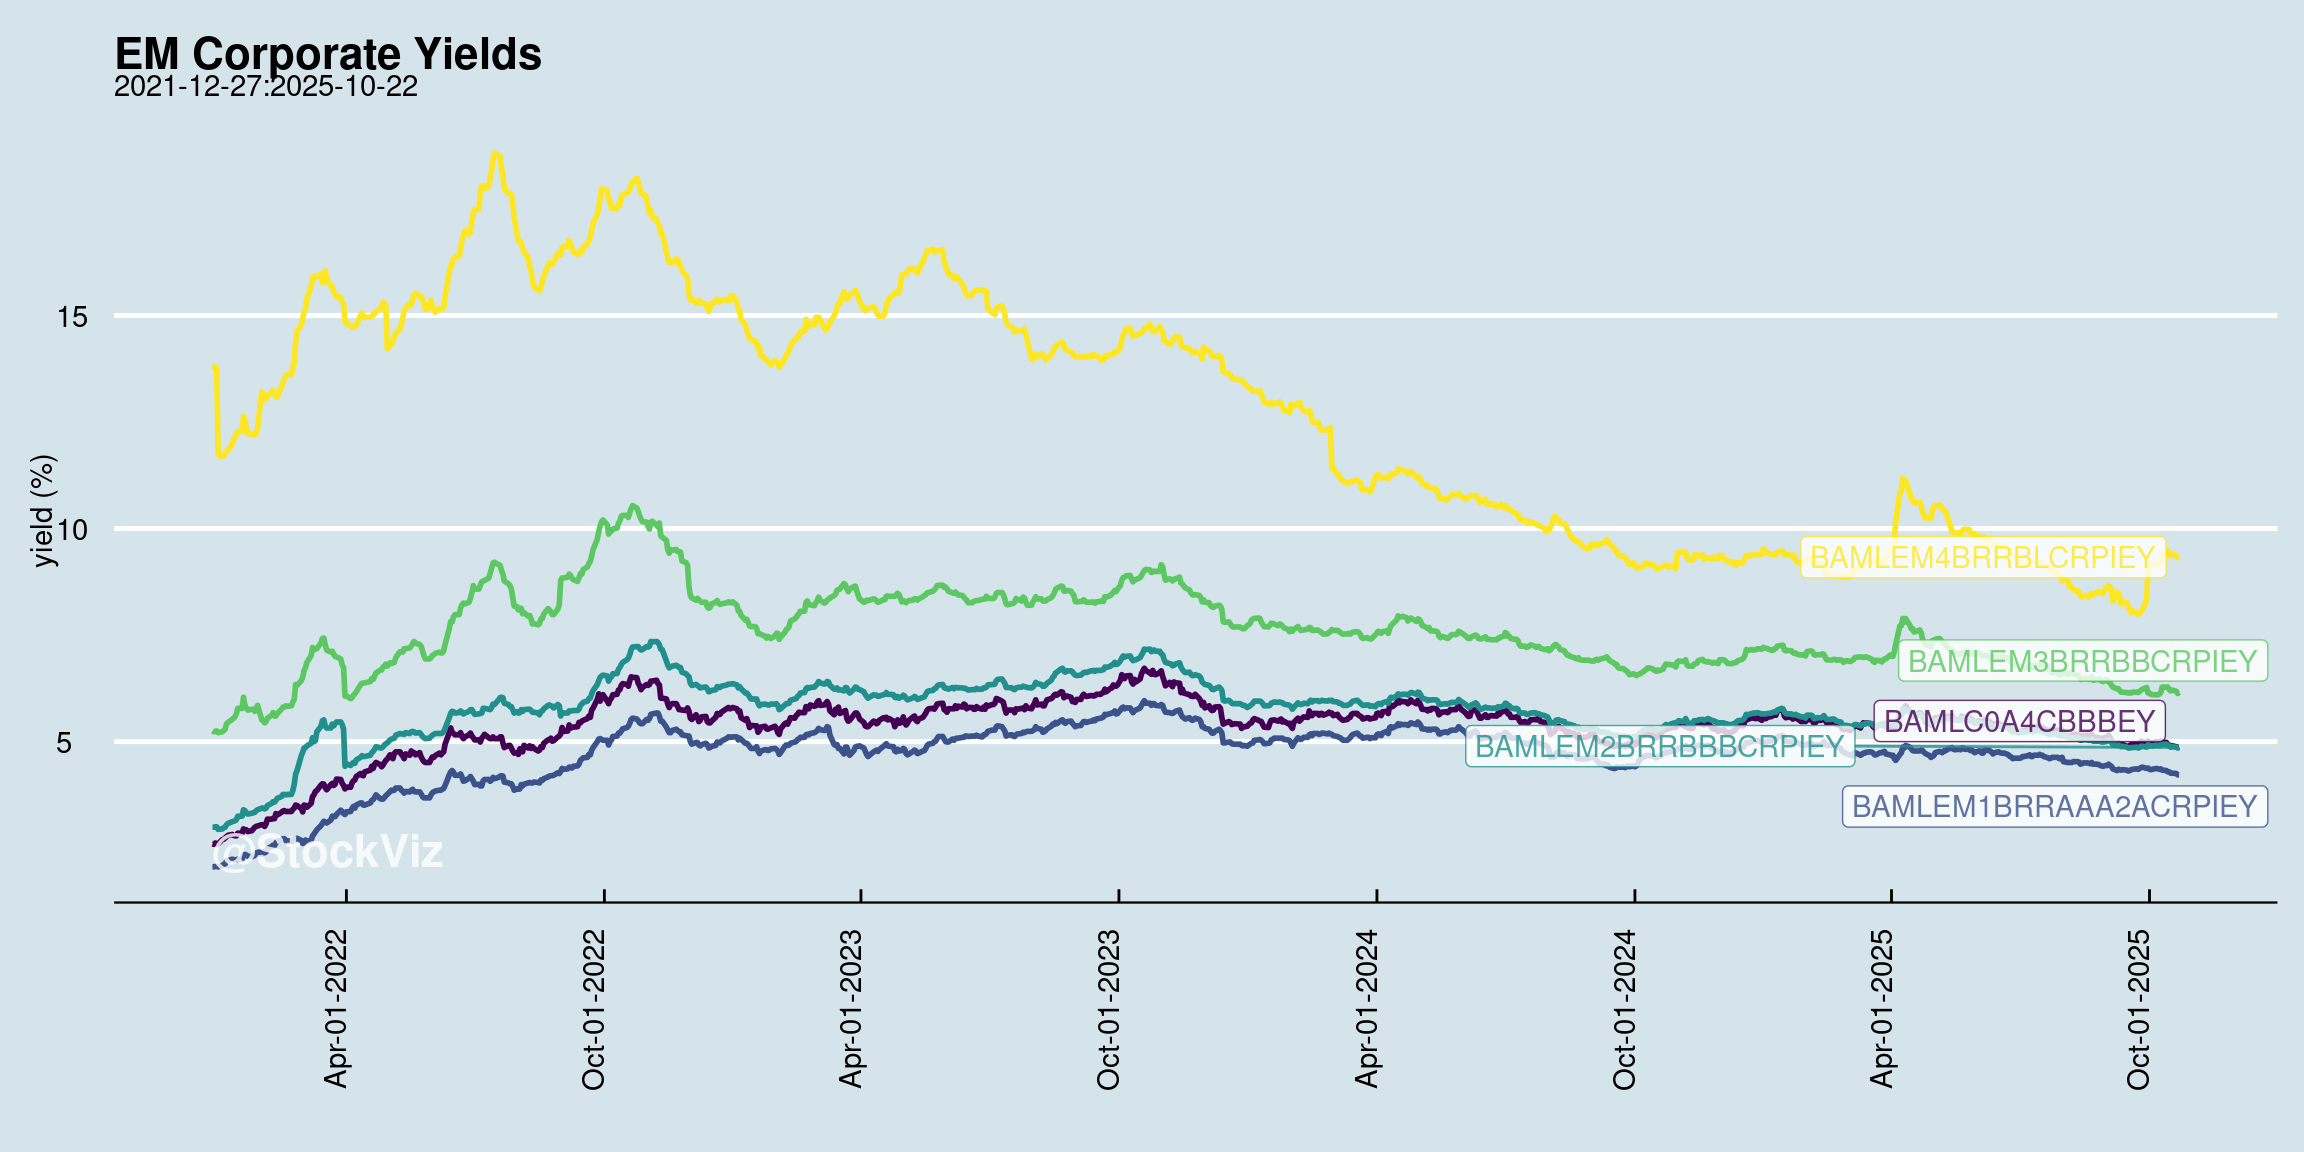 EM Corporate Yields
2021-12-27:2025-10-22
yield (%)
15
10
5
BAMLEM4BRRBLCRPIEY
BAMLEM3BRRBBCRPIEY
BAMLC0A4CBBBEY
BAMLEM2BRRBBBCRPIEY
BAMLEM1BRRAAA2ACRPIEY
@StockViz
Apr-01-2022
Oct-01-2022
Apr-01-2023
Oct-01-2023
Apr-01-2024
Oct-01-2024
Apr-01-2025
Oct-01-2025